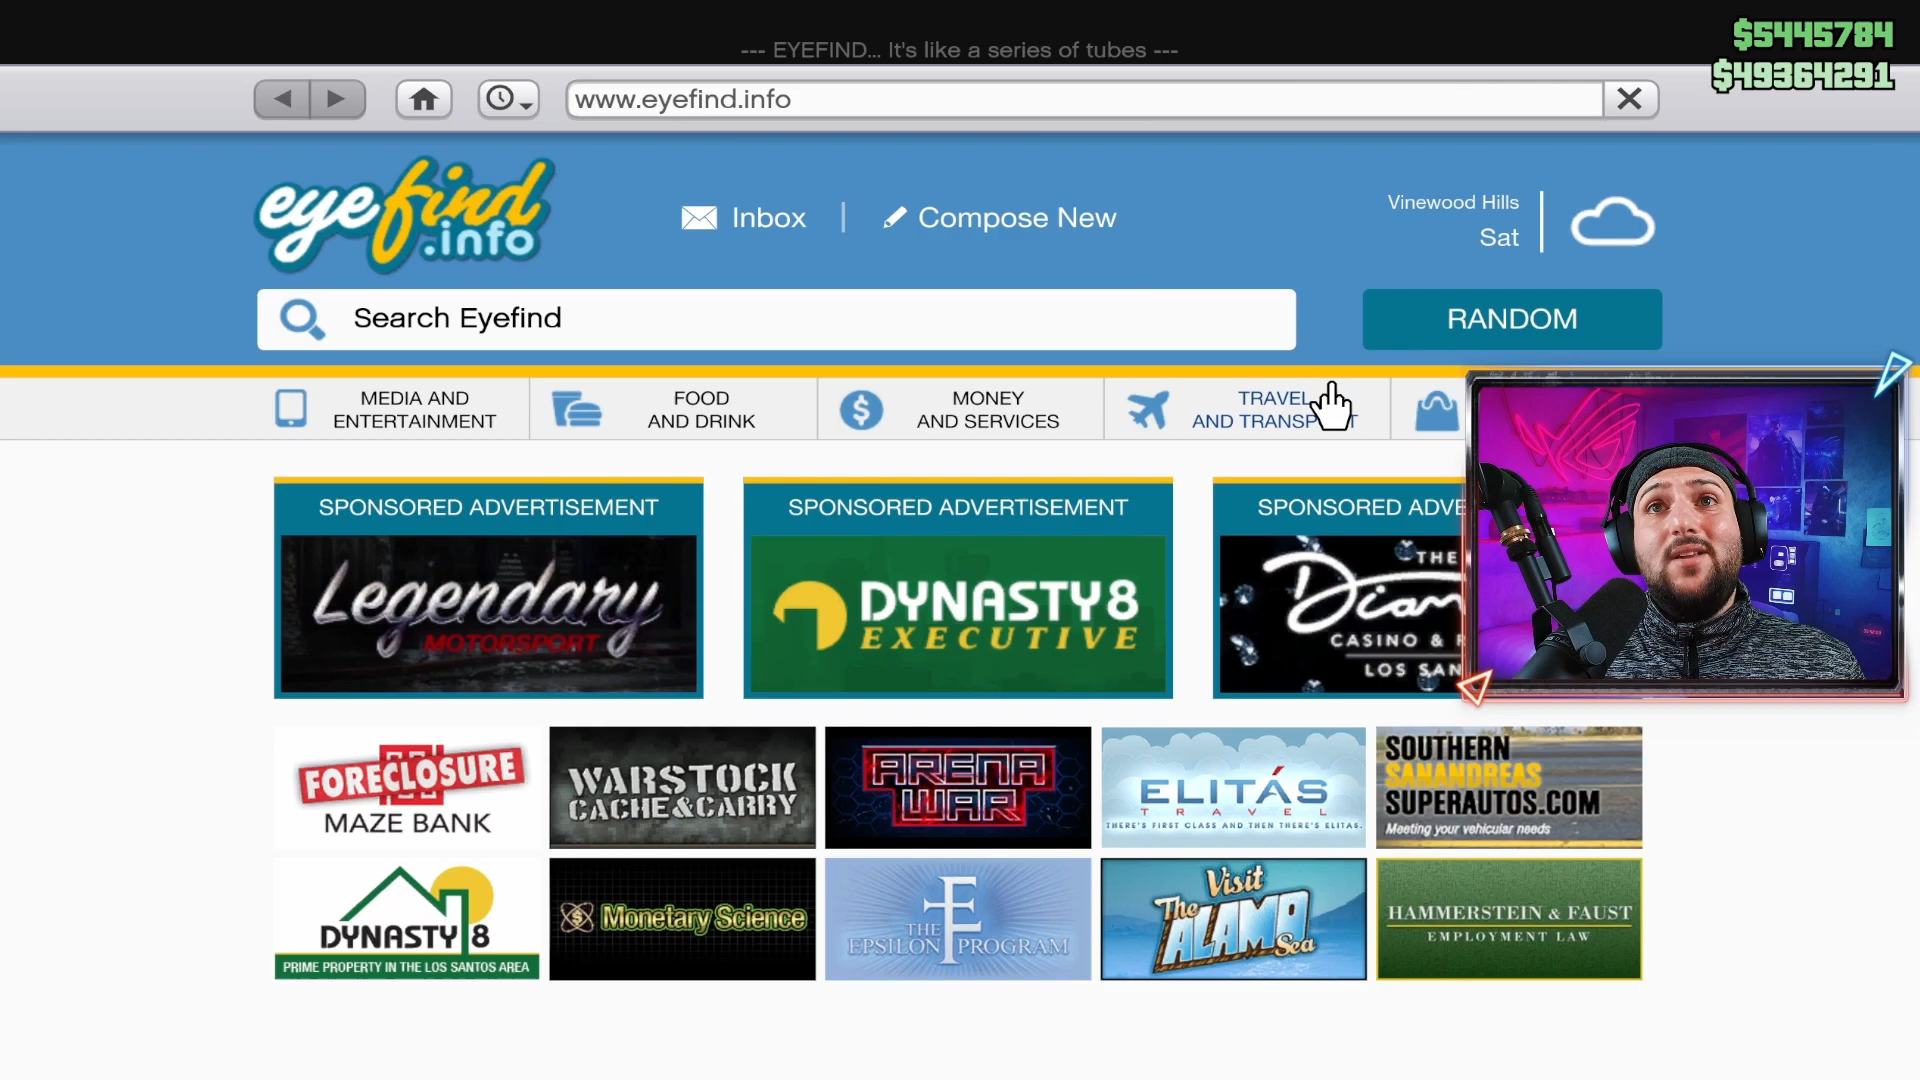 --- EYEFIND... It's like a series of tubes ---
$5445784
$49364291
www.eyefind.info
eyefind
.info
Inbox
Compose New
Vinewood Hills
Sat
Search Eyefind
RANDOM
MEDIA AND
ENTERTAINMENT
FOOD
AND DRINK
MONEY
AND SERVICES
TRAVEL
AND TRANSP
T
SPONSORED ADVERTISEMENT
Legendary
MOTORSPORT
SPONSORED ADVERTISEMENT
DYNASTY8
EXECUTIVE
SPONSORED ADVE
THE
Diam
CASINO & R
LOS SAN
FORECLOSURE
MAZE BANK
WARSTOCK
CACHE&CARRY
ARENA
WAR
ELITÁS
TRAVEL
THERE'S FIRST CLASS AND THEN THERE'S ELITAS.
SOUTHERN
SANANDREAS
SUPERAUTOS.COM
Meeting your vehicular needs
DYNASTY 8
PRIME PROPERTY IN THE LOS SANTOS AREA
Monetary Science
THE
EPSILON PROGRAM
Visit
The
ALAMO
Sea
HAMMERSTEIN & FAUST
EMPLOYMENT LAW